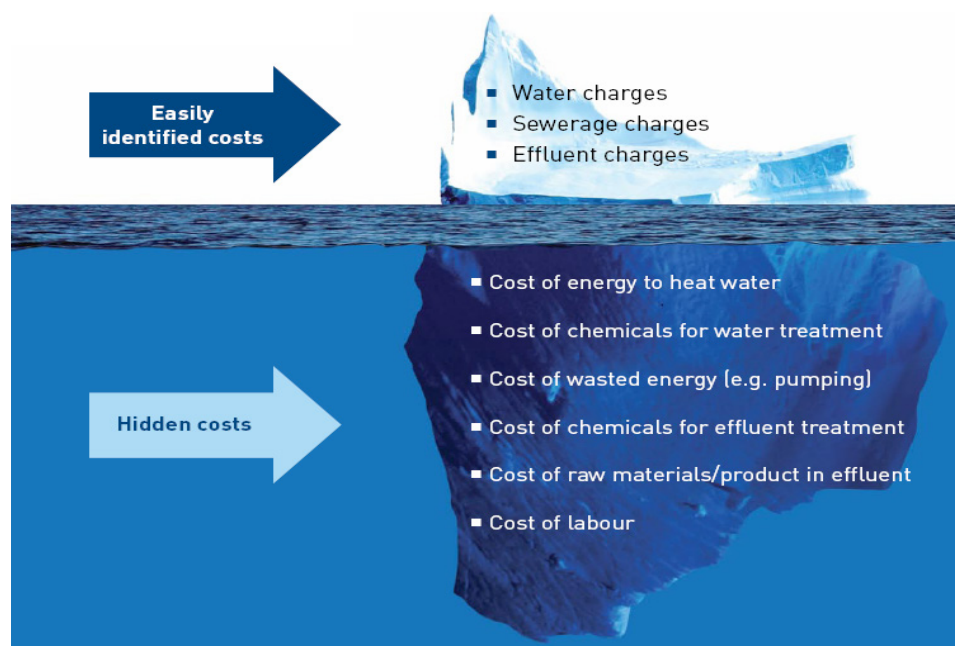 Easily
identified costs
▪ Water charges
▪ Sewerage charges
▪ Effluent charges
▪ Cost of energy to heat water
▪ Cost of chemicals for water treatment
▪ Cost of wasted energy (e.g. pumping)
▪ Cost of chemicals for effluent treatment
▪ Cost of raw materials/product in effluent
▪ Cost of labour
Hidden costs